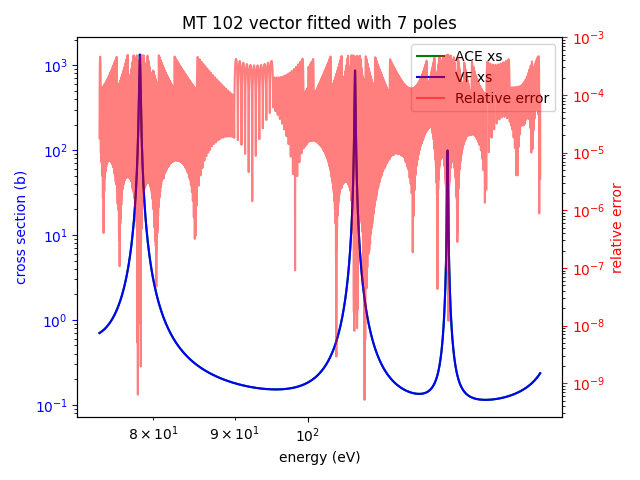 MT 102 vector fitted with 7 poles
10³
10²
10¹
10⁰
10⁻¹
cross section (b)
ACE xs
VF xs
Relative error
10⁻³
10⁻⁴
10⁻⁵
10⁻⁶
10⁻⁷
10⁻⁸
10⁻⁹
relative error
8 × 10¹
9 × 10¹
10²
energy (eV)